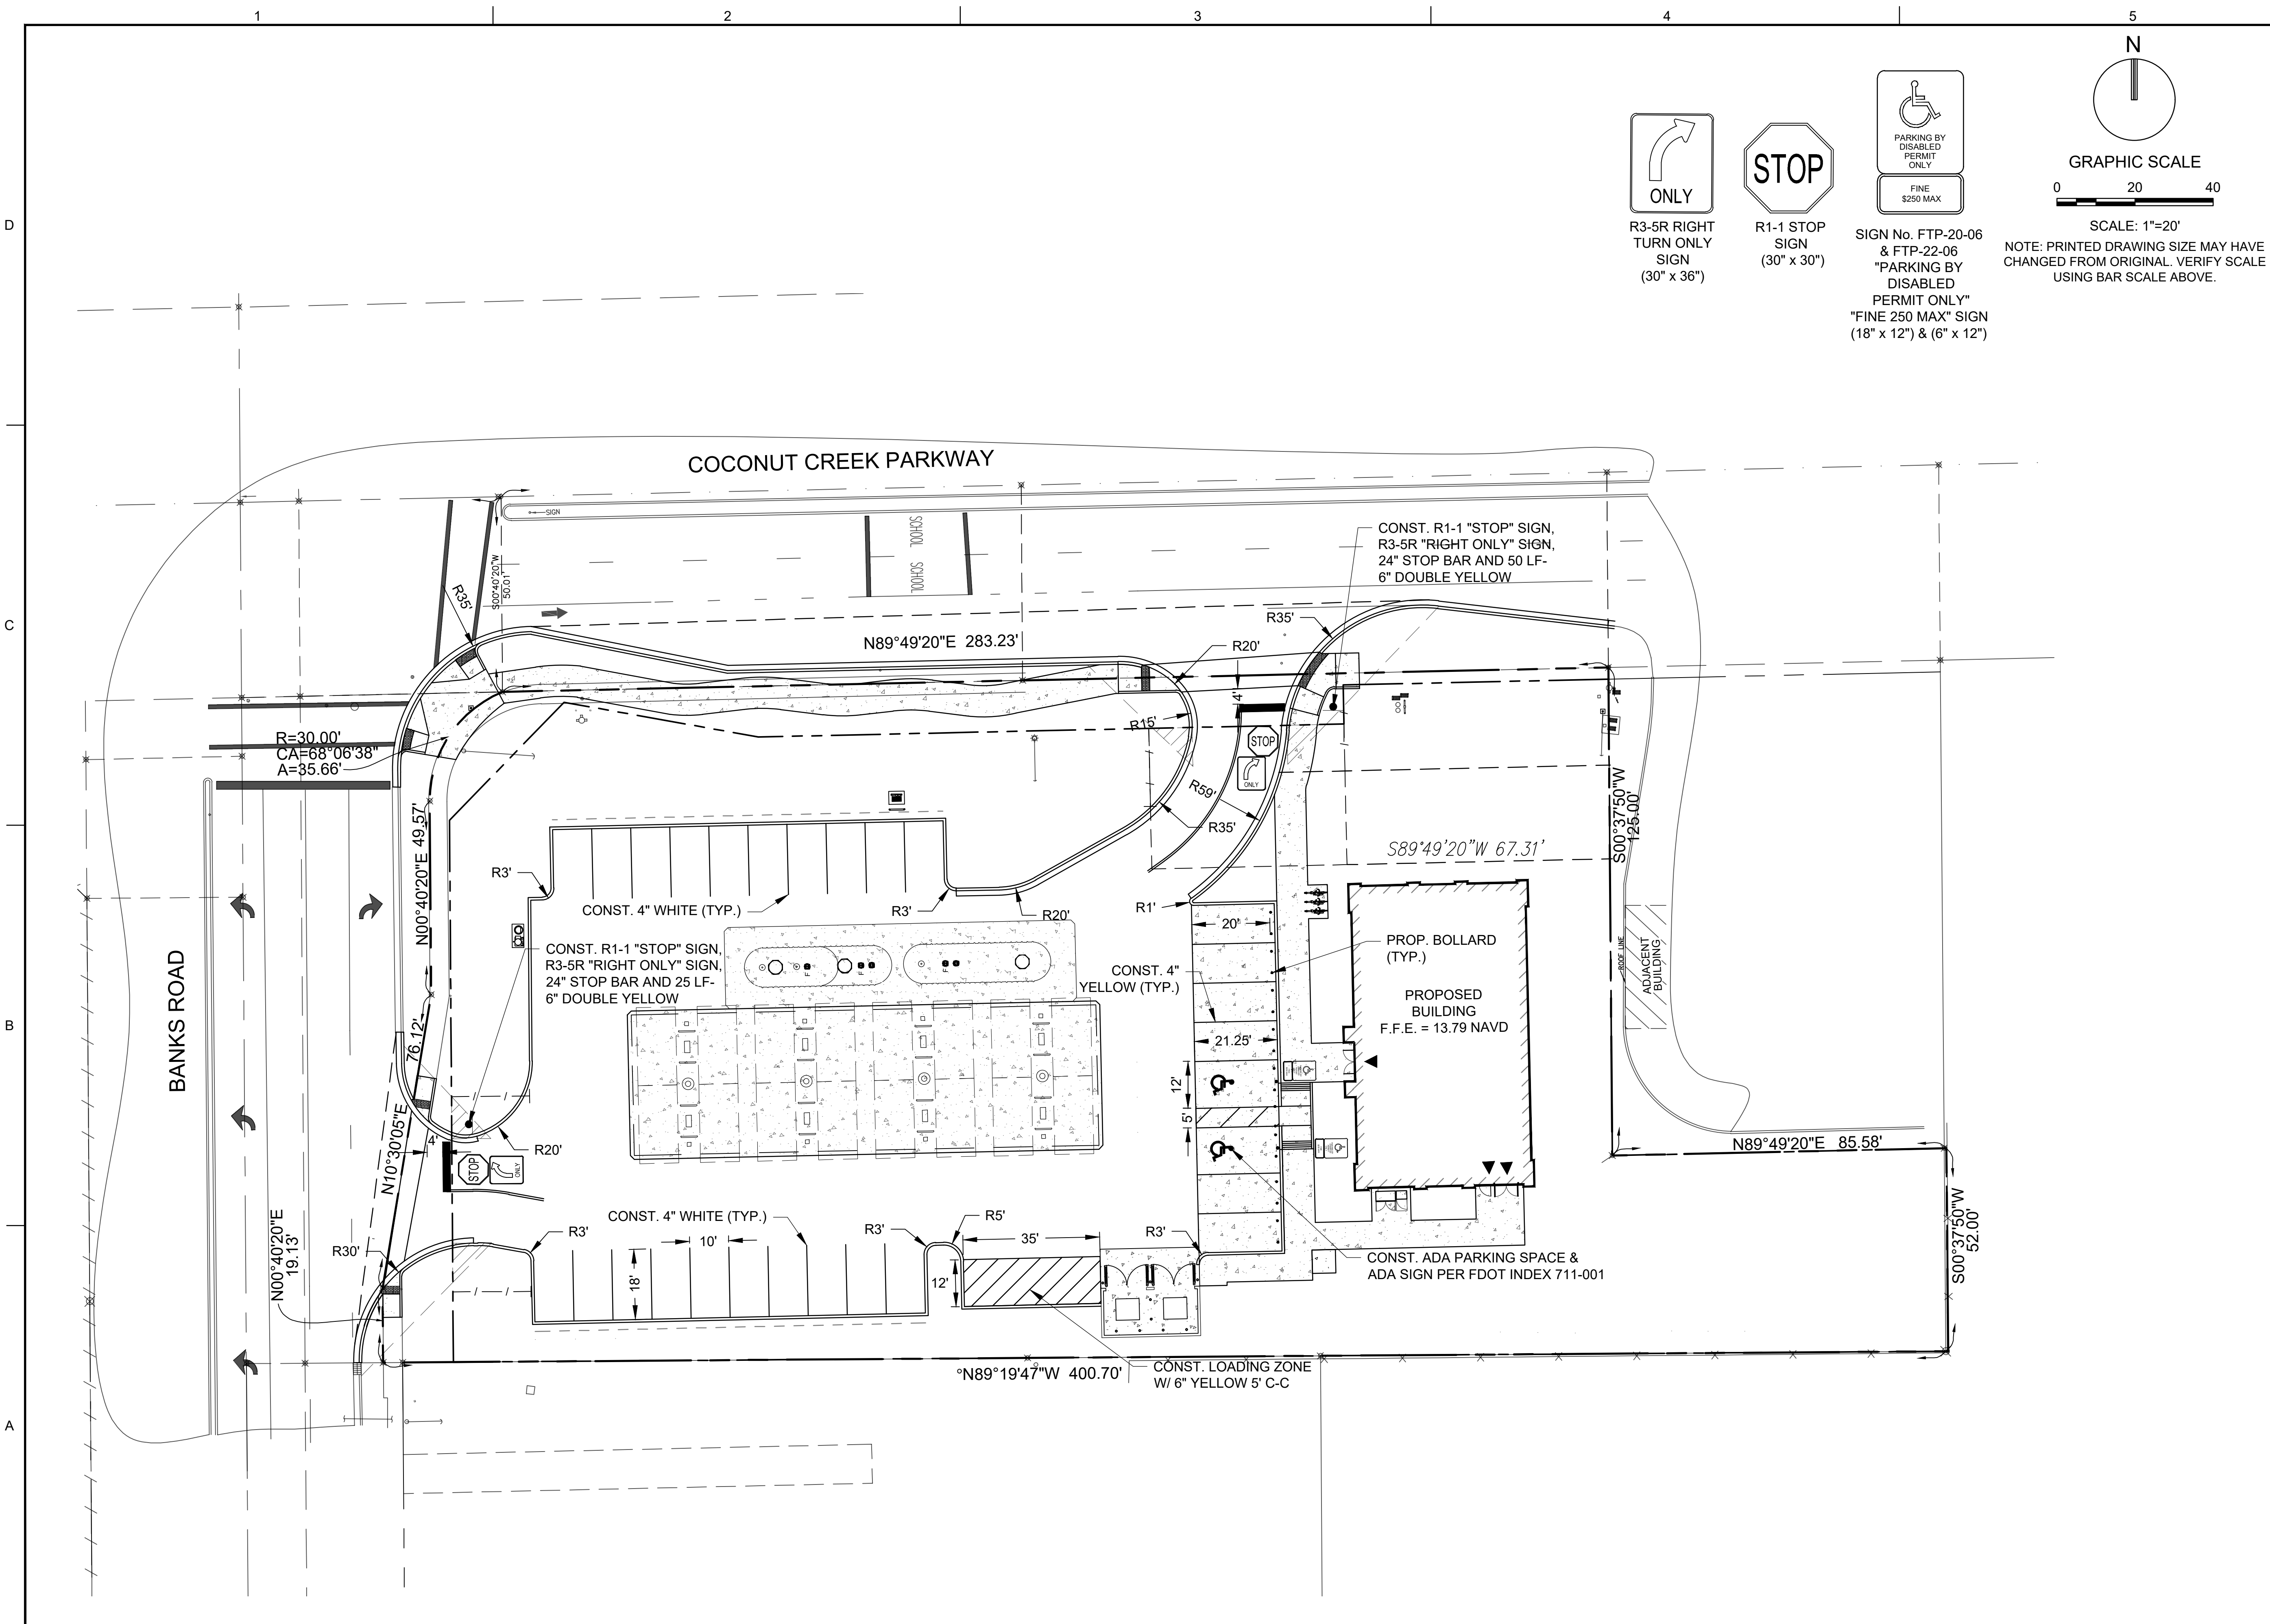 1
2
3
4
5
D
C
B
A
N
GRAPHIC SCALE
0 20 40
SCALE: 1"=20'
NOTE: PRINTED DRAWING SIZE MAY HAVE
CHANGED FROM ORIGINAL. VERIFY SCALE
USING BAR SCALE ABOVE.
ONLY
R3-5R RIGHT
TURN ONLY
SIGN
(30" x 36")
STOP
R1-1 STOP
SIGN
(30" x 30")
PARKING BY
DISABLED
PERMIT
ONLY
FINE
$250 MAX
SIGN No. FTP-20-06
& FTP-22-06
"PARKING BY
DISABLED
PERMIT ONLY"
"FINE 250 MAX" SIGN
(18" x 12") & (6" x 12")
COCONUT CREEK PARKWAY
SIGN
SCHOOL
SCHOOL
CONST. R1-1 "STOP" SIGN,
R3-5R "RIGHT ONLY" SIGN,
24" STOP BAR AND 50 LF-
6" DOUBLE YELLOW
S00°40'20"W
50.01'
R35'
N89°49'20"E 283.23'
R35'
R20'
4'
R15'
STOP
ONLY
R59'
R35'
R=30.00'
CA=68°06'38"
A=35.66'
N00°40'20"E 49.57'
S00°37'50"W
125.00'
S89°49'20"W 67.31'
R3'
CONST. 4" WHITE (TYP.)
R3'
R20'
R1'
20'
PROP. BOLLARD
(TYP.)
CONST. R1-1 "STOP" SIGN,
R3-5R "RIGHT ONLY" SIGN,
24" STOP BAR AND 25 LF-
6" DOUBLE YELLOW
F
F
F
CONST. 4"
YELLOW (TYP.)
ROOF LINE
ADJACENT
BUILDING
PROPOSED
BUILDING
F.F.E. = 13.79 NAVD
BANKS ROAD
76.12'
N10°30'05"E
21.25'
12'
5'
4'
R20'
STOP
ONLY
N89°49'20"E 85.58'
S00°37'50"W
52.00'
N00°40'20"E
19.13'
R30'
R3'
CONST. 4" WHITE (TYP.)
10'
18'
R3'
R5'
35'
12'
R3'
CONST. ADA PARKING SPACE &
ADA SIGN PER FDOT INDEX 711-001
°N89°19'47"W 400.70'
CONST. LOADING ZONE
W/ 6" YELLOW 5' C-C